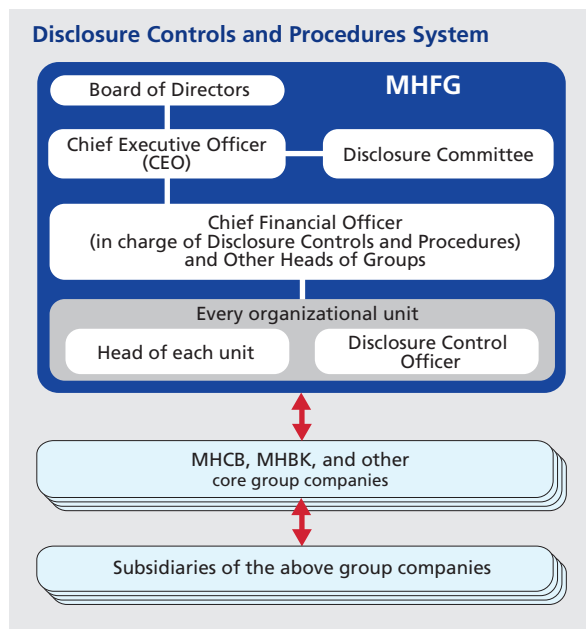 Disclosure Controls and Procedures System
MHFG
Board of Directors
Chief Executive Officer
(CEO)
Disclosure Committee
Chief Financial Officer
(in charge of Disclosure Controls and Procedures)
and Other Heads of Groups
Every organizational unit
Head of each unit
Disclosure Control
Officer
MHCB, MHBK, and other
core group companies
Subsidiaries of the above group companies